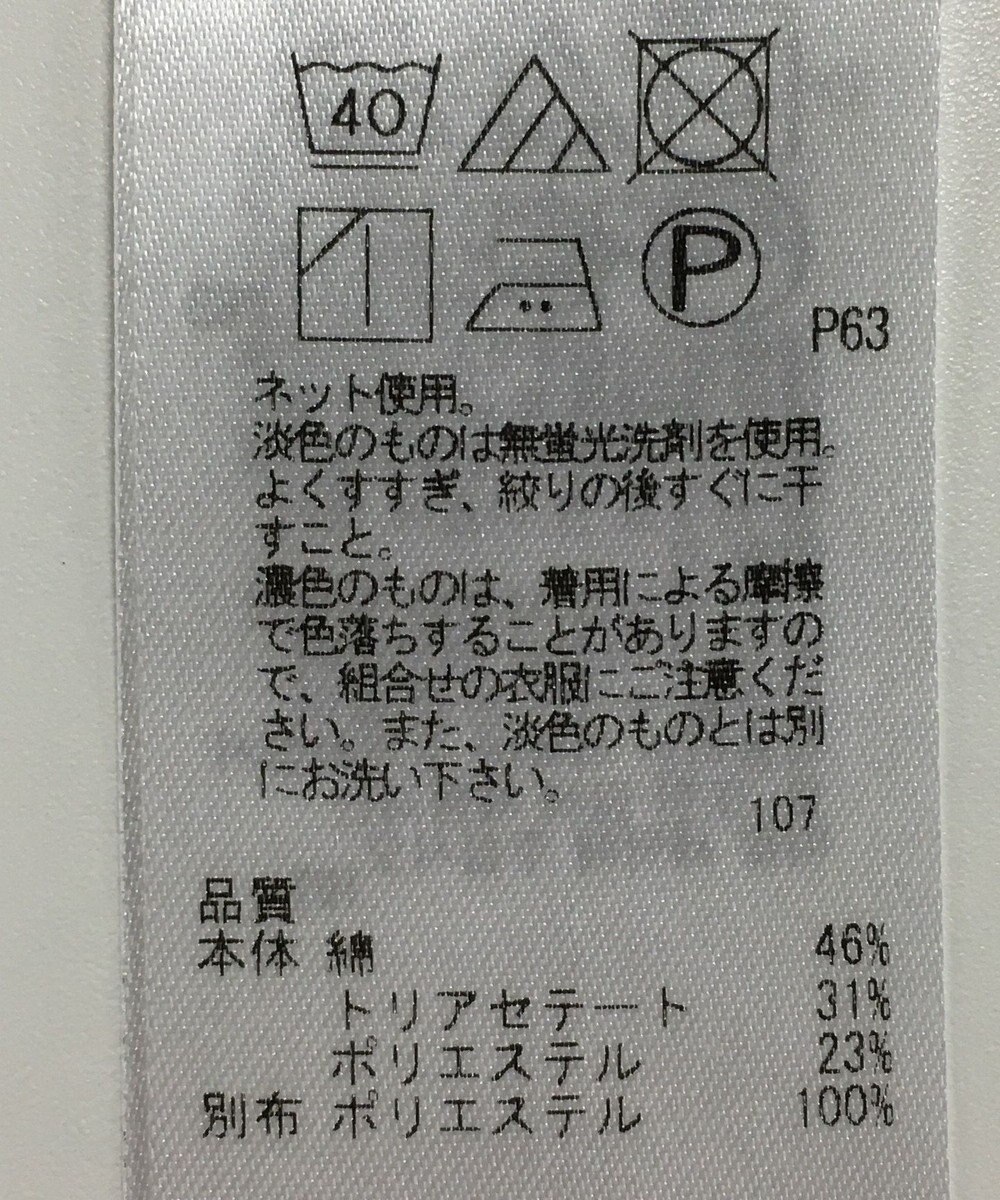 40
P
P63
ネット使用。
淡色のものは無蛍光洗剤を使用。
よくすすぎ、絞りの後すぐに干
すこと。
濃色のものは、着用による摩擦
で色落ちすることがありますの
で、組合せの衣服にご注意くだ
さい。また、淡色のものとは別
にお洗い下さい。
107
品質
本体 綿 46%
トリアセテート 31%
ポリエステル 23%
別布 ポリエステル 100%